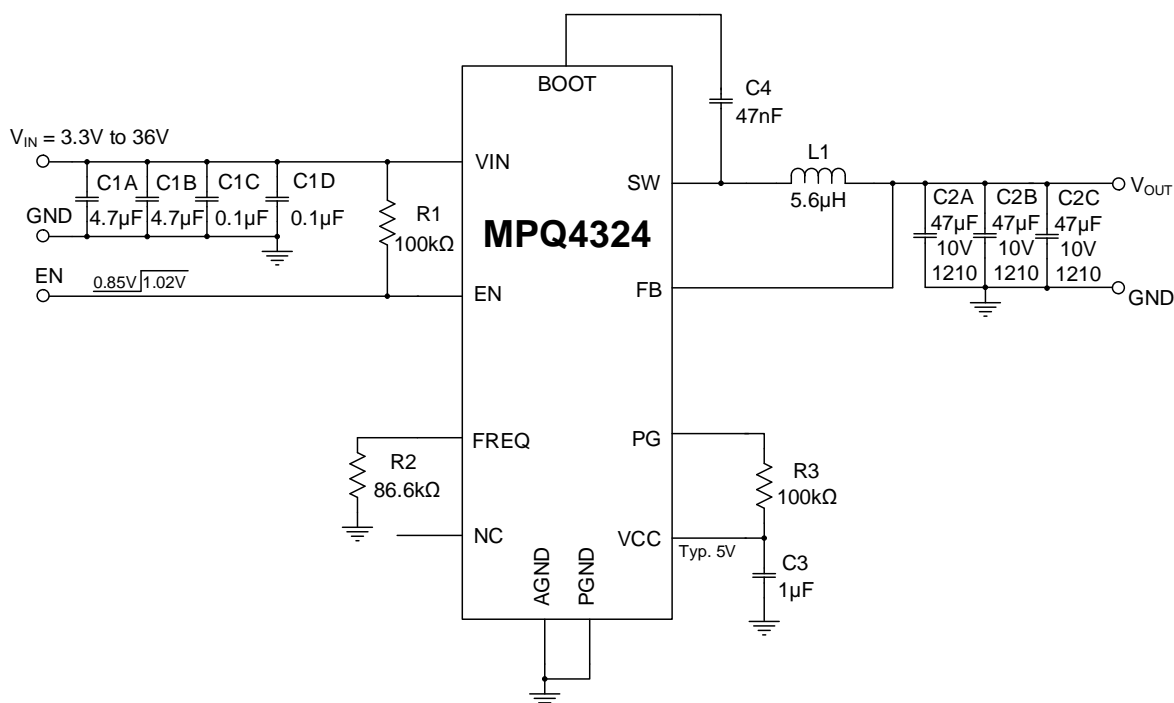 BOOT
C4
47nF
V_IN = 3.3V to 36V
VIN
C1A
4.7µF
C1B
4.7µF
C1C
0.1µF
C1D
0.1µF
GND
R1
100kΩ
SW
L1
5.6µH
V_OUT
C2A
47µF
10V
1210
C2B
47µF
10V
1210
C2C
47µF
10V
1210
GND
MPQ4324
EN
0.85V
1.02V
EN
FB
FREQ
R2
86.6kΩ
PG
R3
100kΩ
NC
VCC
Typ. 5V
C3
1µF
AGND
PGND